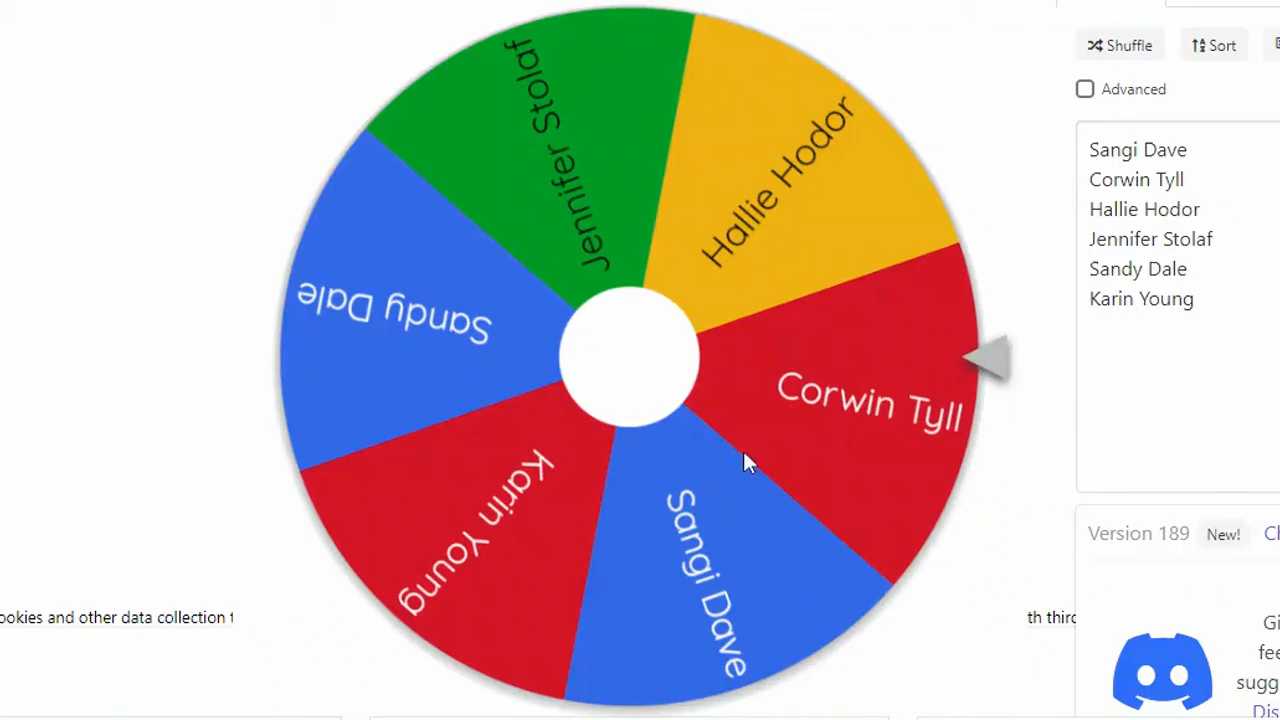 Jennifer Stolaf
Hallie Hodor
Sandy Dale
Corwin Tyll
Karin Young
Sangi Dave
Shuffle
Sort
Advanced
Sangi Dave
Corwin Tyll
Hallie Hodor
Jennifer Stolaf
Sandy Dale
Karin Young
Version 189 New!
ookies and other data collection
th